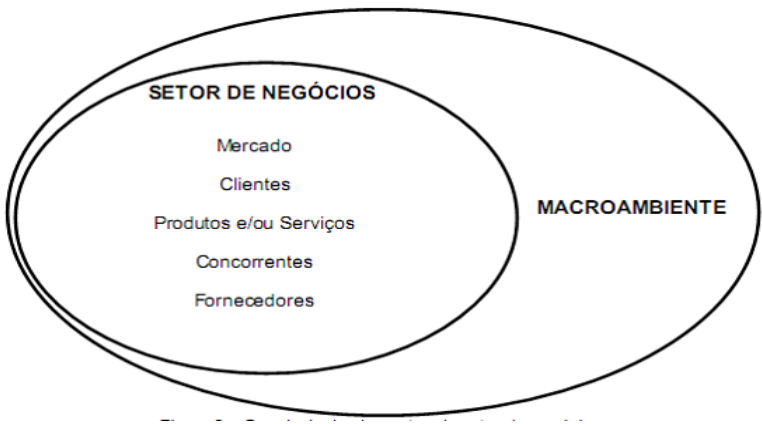 SETOR DE NEGÓCIOS
Mercado
Clientes
Produtos e/ou Serviços
Concorrentes
Fornecedores
MACROAMBIENTE